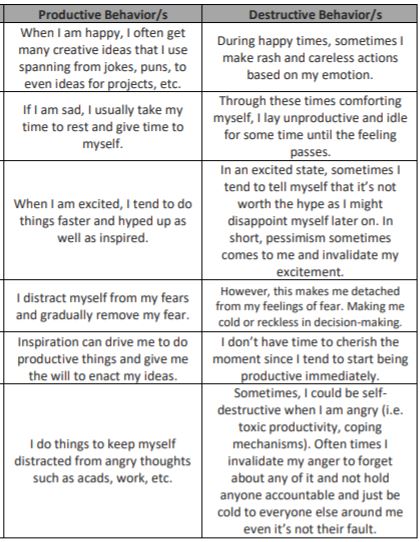 Productive Behavior/s
Destructive Behavior/s
When I am happy, I often get
many creative ideas that I use
spanning from jokes, puns, to
even ideas for projects, etc.
During happy times, sometimes I
make rash and careless actions
based on my emotion.
If I am sad, I usually take my
time to rest and give time to
myself.
Through these times comforting
myself, I lay unproductive and idle
for some time until the feeling
passes.
When I am excited, I tend to do
things faster and hyped up as
well as inspired.
In an excited state, sometimes I
tend to tell myself that it's not
worth the hype as I might
disappoint myself later on. In
short, pessimism sometimes
comes to me and invalidate my
excitement.
I distract myself from my fears
and gradually remove my fear.
However, this makes me detached
from my feelings of fear. Making me
cold or reckless in decision-making.
Inspiration can drive me to do
productive things and give me
the will to enact my ideas.
I don't have time to cherish the
moment since I tend to start being
productive immediately.
I do things to keep myself
distracted from angry thoughts
such as acads, work, etc.
Sometimes, I could be self-
destructive when I am angry (i.e.
toxic productivity, coping
mechanisms). Often times I
invalidate my anger to forget
about any of it and not hold
anyone accountable and just be
cold to everyone else around me
even it's not their fault.